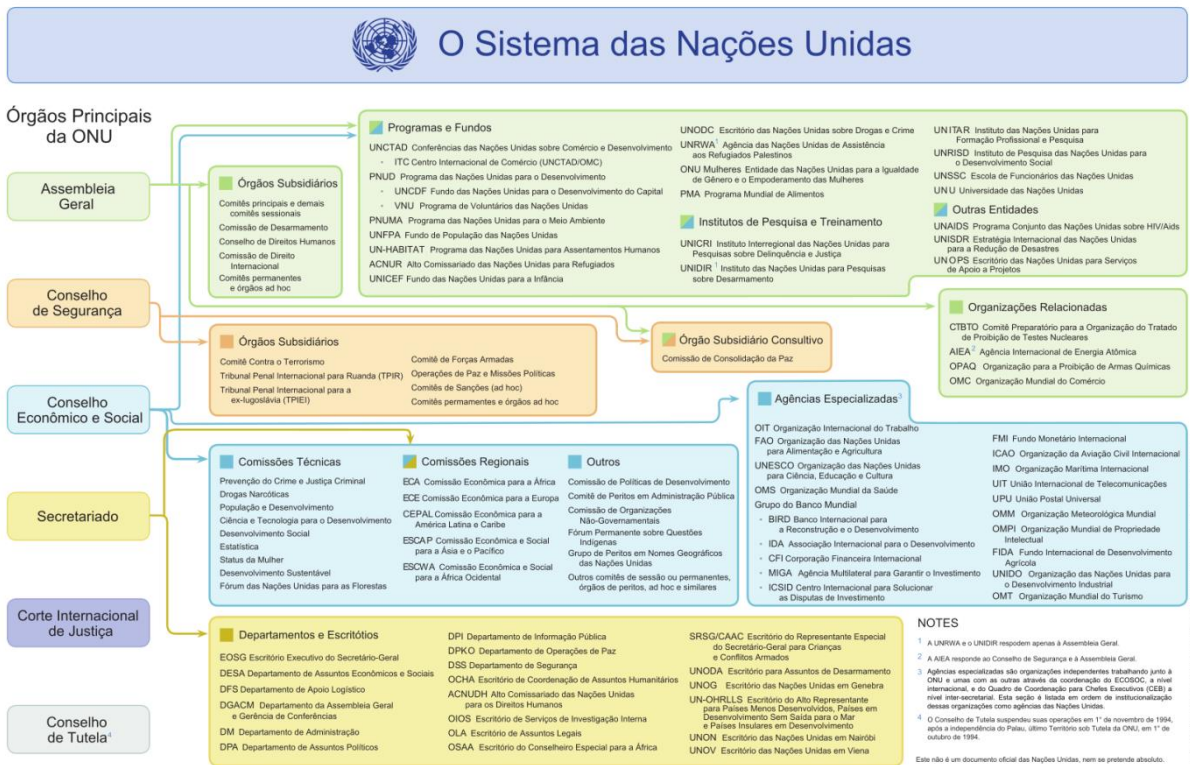 O Sistema das Nações Unidas
Órgãos Principais
da ONU
Assembleia
Geral
Conselho
de Segurança
Conselho
Econômico e Social
Secretariado
Corte Internacional
de Justiça
Conselho
de Tutela⁴
Órgãos Subsidiários
Comitês principais e demais
comitês sessionais
Comissão de Desarmamento
Conselho de Direitos Humanos
Comissão de Direito
Internacional
Comitês permanentes
e órgãos ad hoc
Programas e Fundos
UNCTAD Conferências das Nações Unidas sobre Comércio e Desenvolvimento
- ITC Centro Internacional de Comércio (UNCTAD/OMC)
PNUD Programa das Nações Unidas para o Desenvolvimento
- UNCDF Fundo das Nações Unidas para o Desenvolvimento do Capital
- VNU Programa de Voluntários das Nações Unidas
PNUMA Programa das Nações Unidas para o Meio Ambiente
UNFPA Fundo de População das Nações Unidas
UN-HABITAT Programa das Nações Unidas para Assentamentos Humanos
ACNUR Alto Comissariado das Nações Unidas para Refugiados
UNICEF Fundo das Nações Unidas para a Infância
UNODC Escritório das Nações Unidas sobre Drogas e Crime
UNRWA¹ Agência das Nações Unidas de Assistência
aos Refugiados Palestinos
ONU Mulheres Entidade das Nações Unidas para a Igualdade
de Gênero e o Empoderamento das Mulheres
PMA Programa Mundial de Alimentos
Institutos de Pesquisa e Treinamento
UNICRI Instituto Interregional das Nações Unidas para
Pesquisas sobre Delinquência e Justiça
UNIDIR¹ Instituto das Nações Unidas para Pesquisas
sobre Desarmamento
UNITAR Instituto das Nações Unidas para
Formação Profissional e Pesquisa
UNRISD Instituto de Pesquisa das Nações Unidas para
o Desenvolvimento Social
UNSSC Escola de Funcionários das Nações Unidas
UNU Universidade das Nações Unidas
Outras Entidades
UNAIDS Programa Conjunto das Nações Unidas sobre HIV/Aids
UNISDR Estratégia Internacional das Nações Unidas
para a Redução de Desastres
UNOPS Escritório das Nações Unidas para Serviços
de Apoio a Projetos
Órgãos Subsidiários
Comitê Contra o Terrorismo
Tribunal Penal Internacional para Ruanda (TPIR)
Tribunal Penal Internacional para a
ex-Iugoslávia (TPIEI)
Comitê de Forças Armadas
Operações de Paz e Missões Políticas
Comitês de Sanções (ad hoc)
Comitês permanentes e órgãos ad hoc
Órgão Subsidiário Consultivo
Comissão de Consolidação da Paz
Organizações Relacionadas
CTBTO Comitê Preparatório para a Organização do Tratado
de Proibição de Testes Nucleares
AIEA² Agência Internacional de Energia Atômica
OPAQ Organização para a Proibição de Armas Químicas
OMC Organização Mundial do Comércio
Comissões Técnicas
Prevenção do Crime e Justiça Criminal
Drogas Narcóticas
População e Desenvolvimento
Ciência e Tecnologia para o Desenvolvimento
Desenvolvimento Social
Estatística
Status da Mulher
Desenvolvimento Sustentável
Fórum das Nações Unidas para as Florestas
Comissões Regionais
ECA Comissão Econômica para a África
ECE Comissão Econômica para a Europa
CEPAL Comissão Econômica para a
América Latina e Caribe
ESCAP Comissão Econômica e Social
para a Ásia e o Pacífico
ESCWA Comissão Econômica e Social
para a África Ocidental
Outros
Comissão de Políticas de Desenvolvimento
Comitê de Peritos em Administração Pública
Comissão de Organizações
Não-Governamentais
Fórum Permanente sobre Questões
Indígenas
Grupo de Peritos em Nomes Geográficos
das Nações Unidas
Outros comitês de sessão ou permanentes,
órgãos de peritos, ad hoc e similares
Agências Especializadas³
OIT Organização Internacional do Trabalho
FAO Organização das Nações Unidas
para Alimentação e Agricultura
UNESCO Organização das Nações Unidas
para Ciência, Educação e Cultura
OMS Organização Mundial da Saúde
Grupo do Banco Mundial
- BIRD Banco Internacional para
a Reconstrução e o Desenvolvimento
- IDA Associação Internacional para o Desenvolvimento
- CFI Corporação Financeira Internacional
- MIGA Agência Multilateral para Garantir o Investimento
- ICSID Centro Internacional para Solucionar
as Disputas de Investimento
FMI Fundo Monetário Internacional
ICAO Organização da Aviação Civil Internacional
IMO Organização Marítima Internacional
UIT União Internacional de Telecomunicações
UPU União Postal Universal
OMM Organização Meteorológica Mundial
OMPI Organização Mundial de Propriedade
Intelectual
FIDA Fundo Internacional de Desenvolvimento
Agrícola
UNIDO Organização das Nações Unidas para
o Desenvolvimento Industrial
OMT Organização Mundial do Turismo
Departamentos e Escritótios
EOSG Escritório Executivo do Secretário-Geral
DESA Departamento de Assuntos Econômicos e Sociais
DFS Departamento de Apoio Logístico
DGACM Departamento da Assembleia Geral
e Gerência de Conferências
DM Departamento de Administração
DPA Departamento de Assuntos Políticos
DPI Departamento de Informação Pública
DPKO Departamento de Operações de Paz
DSS Departamento de Segurança
OCHA Escritório de Coordenação de Assuntos Humanitários
ACNUDH Alto Comissariado das Nações Unidas
para os Direitos Humanos
OIOS Escritório de Serviços de Investigação Interna
OLA Escritório de Assuntos Legais
OSAA Escritório do Conselheiro Especial para a África
SRSG/CAAC Escritório do Representante Especial
do Secretário-Geral para Crianças
e Conflitos Armados
UNODA Escritório para Assuntos de Desarmamento
UNOG Escritório das Nações Unidas em Genebra
UN-OHRLLS Escritório do Alto Representante
para Países Menos Desenvolvidos, Países em
Desenvolvimento Sem Saída para o Mar
e Países Insulares em Desenvolvimento
UNON Escritório das Nações Unidas em Nairóbi
UNOV Escritório das Nações Unidas em Viena
NOTES
1 A UNRWA e o UNIDIR respodem apenas à Assembleia Geral.
2 A AIEA responde ao Conselho de Segurança e à Assembleia Geral.
3 Agências especializadas são organizações independentes trabalhando junto à
ONU e umas com as outras através da coordenação do ECOSOC, a nível
internacional, e do Quadro de Coordenação para Chefes Executivos (CEB) a
nível inter-secretarial. Esta seção é listada em ordem de institucionalização
dessas organizações como agências das Nações Unidas.
4 O Conselho de Tutela suspendeu suas operações em 1° de novembro de 1994,
após a independência do Palau, último Território sob Tutela da ONU, em 1° de
outubro de 1994.
Este não é um documento oficial das Nações Unidas, nem se pretende absoluto.